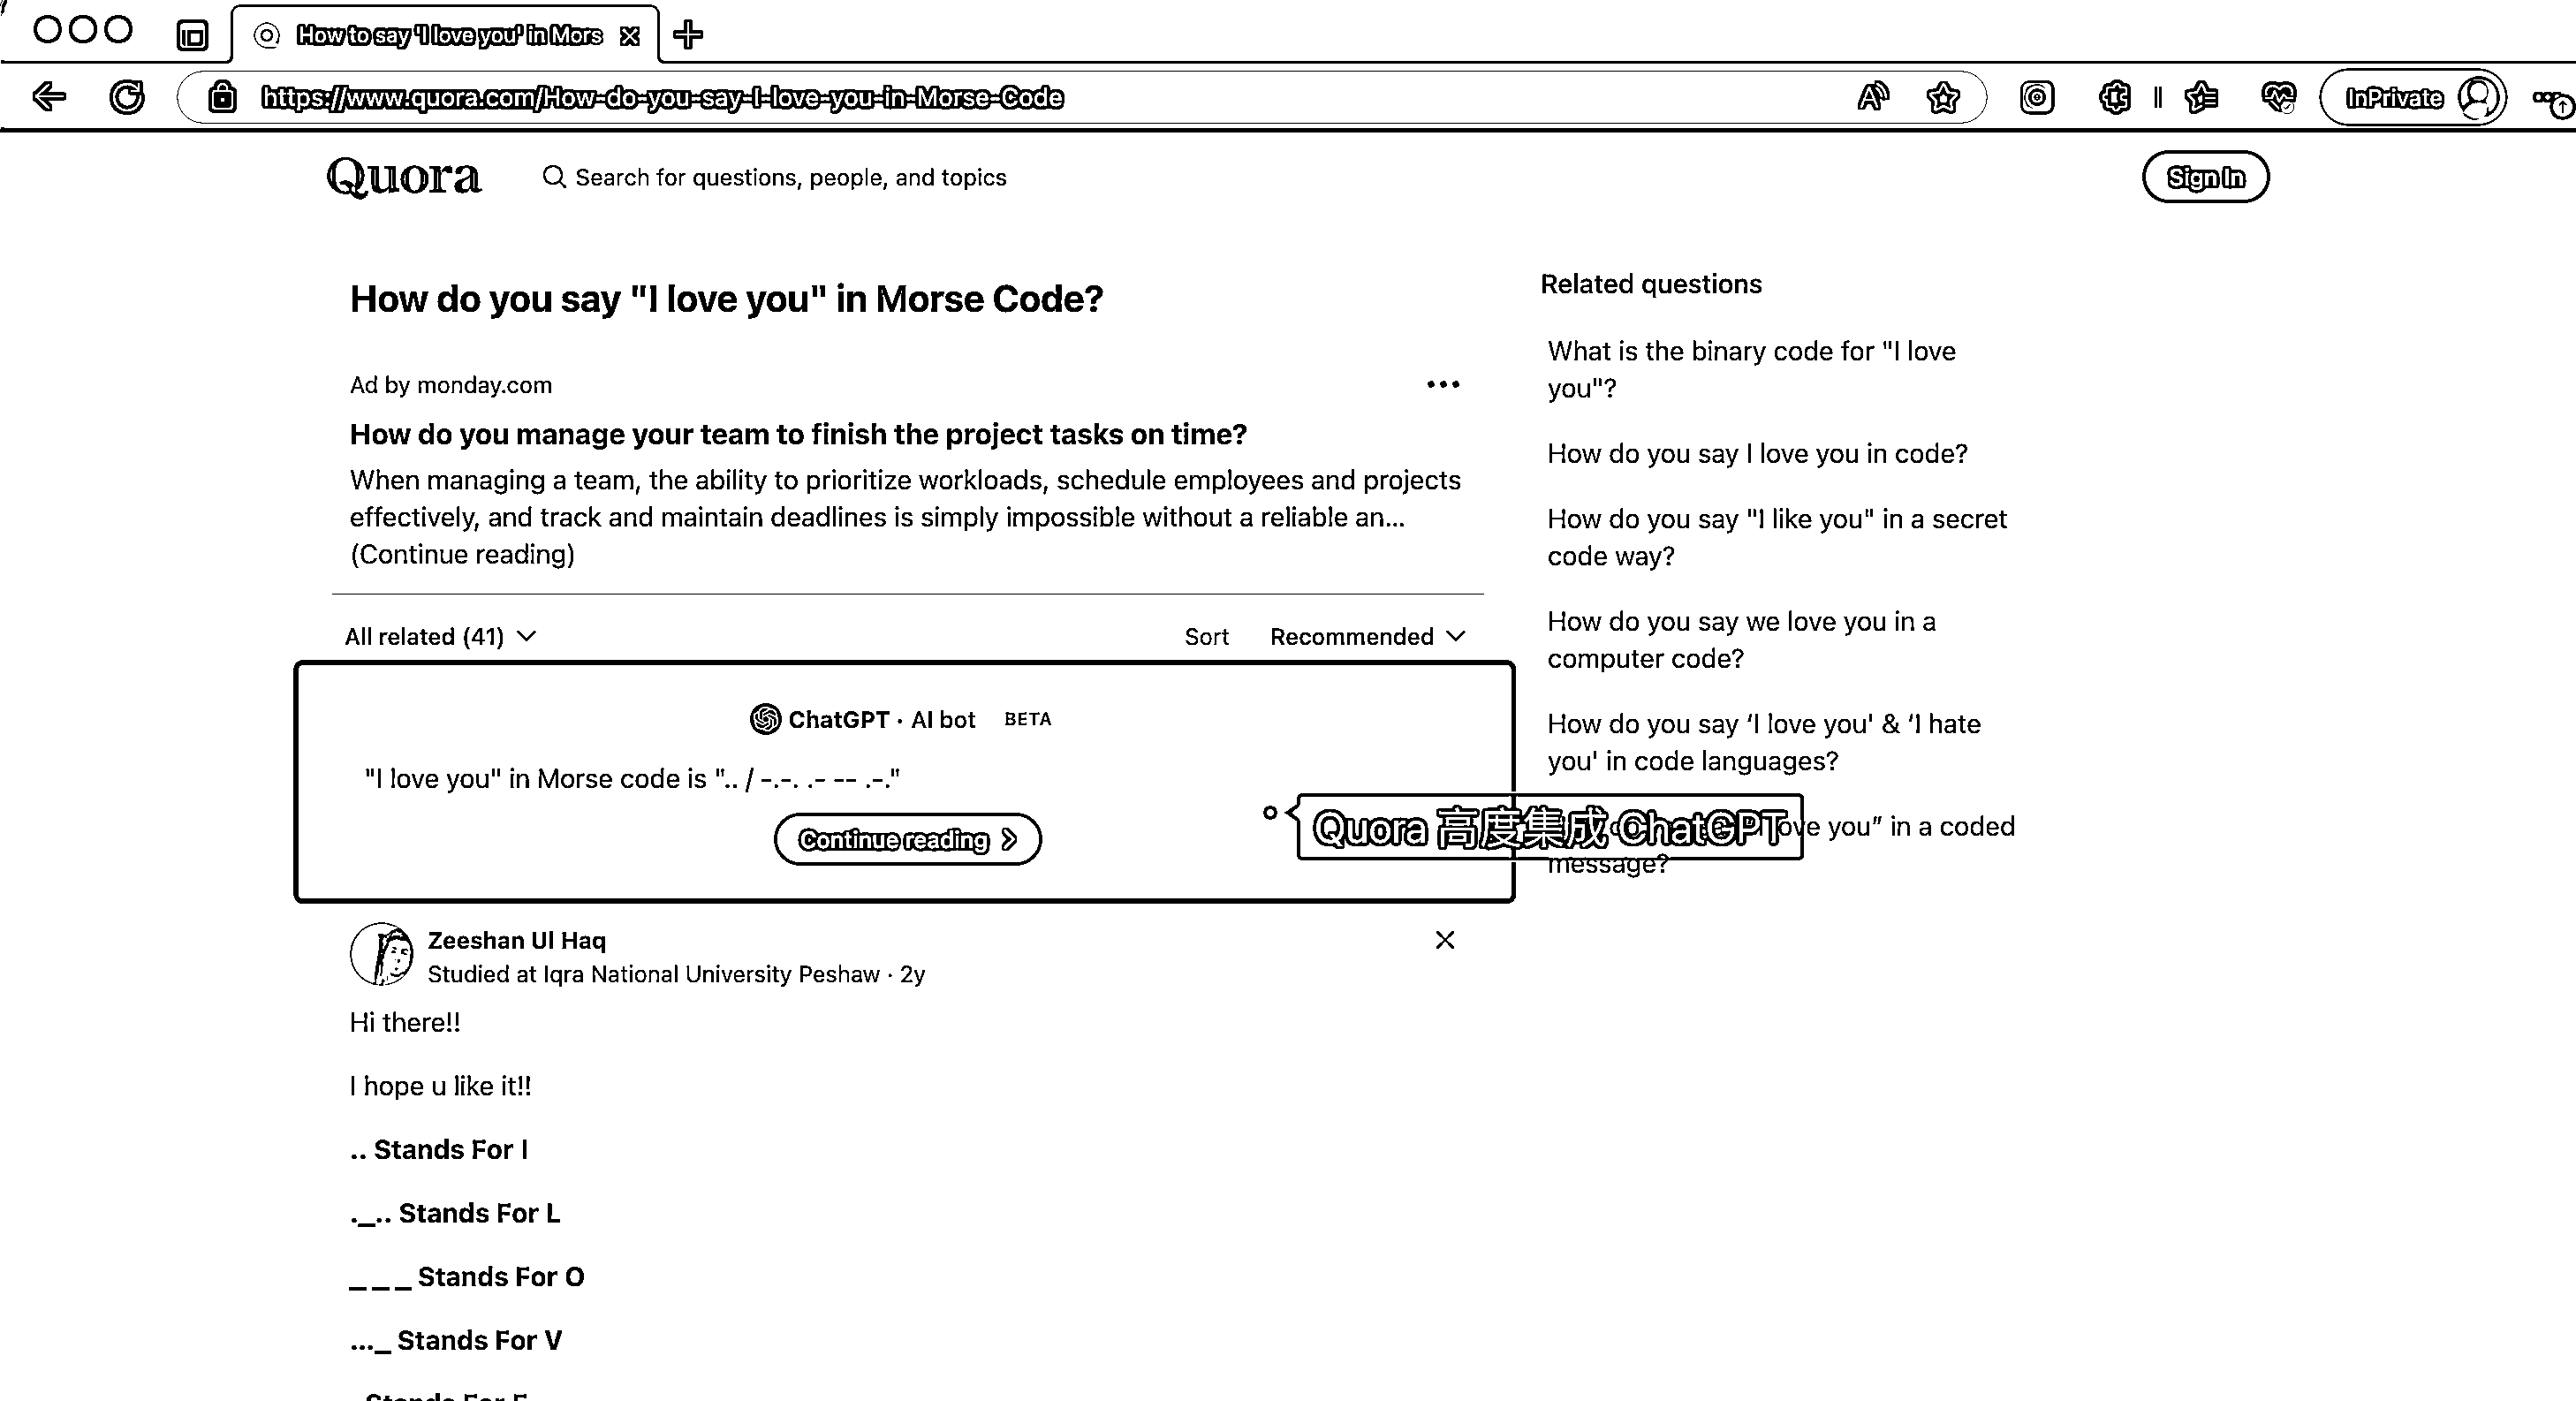 How to say 'I love you' in Mors
https://www.quora.com/How-do-you-say-I-love-you-in-Morse-Code
InPrivate
Quora
Search for questions, people, and topics
Sign In
How do you say "I love you" in Morse Code?
Ad by monday.com
How do you manage your team to finish the project tasks on time?
When managing a team, the ability to prioritize workloads, schedule employees and projects
effectively, and track and maintain deadlines is simply impossible without a reliable an...
(Continue reading)
All related (41)
Sort Recommended
ChatGPT · AI bot BETA
"I love you" in Morse code is ".. / -.-. .- -- .-."
Continue reading
Quora 高度集成 ChatGPT
Zeeshan Ul Haq
Studied at Iqra National University Peshaw · 2y
Hi there!!
I hope u like it!!
.. Stands For I
._.. Stands For L
_ _ _ Stands For O
..._ Stands For V
Stands For E
Related questions
What is the binary code for "I love
you"?
How do you say I love you in code?
How do you say "I like you" in a secret
code way?
How do you say we love you in a
computer code?
How do you say ‘I love you' & ‘I hate
you' in code languages?
love you” in a coded
message?